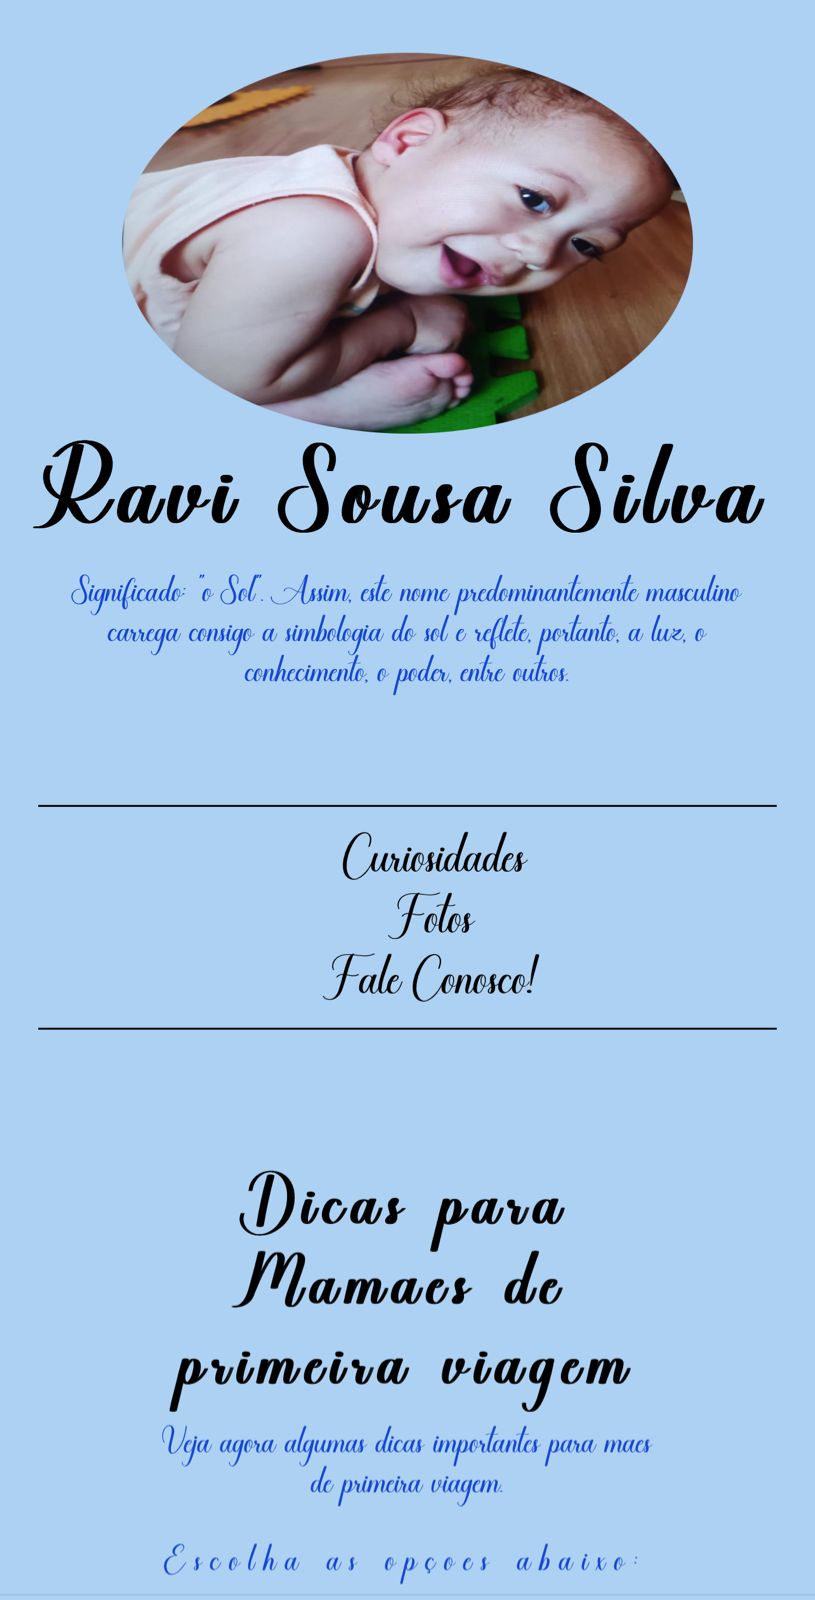 Ravi Sousa Silva
Significado: "o Sol". Assim, este nome predominantemente masculino
carrega consigo a simbologia do sol e reflete, portanto, a luz, o
conhecimento, o poder, entre outros.
Curiosidades
Fotos
Fale Conosco!
Dicas para
Mamaes de
primeira viagem
Veja agora algumas dicas importantes para maes
de primeira viagem.
Escolha as opçoes abaixo: